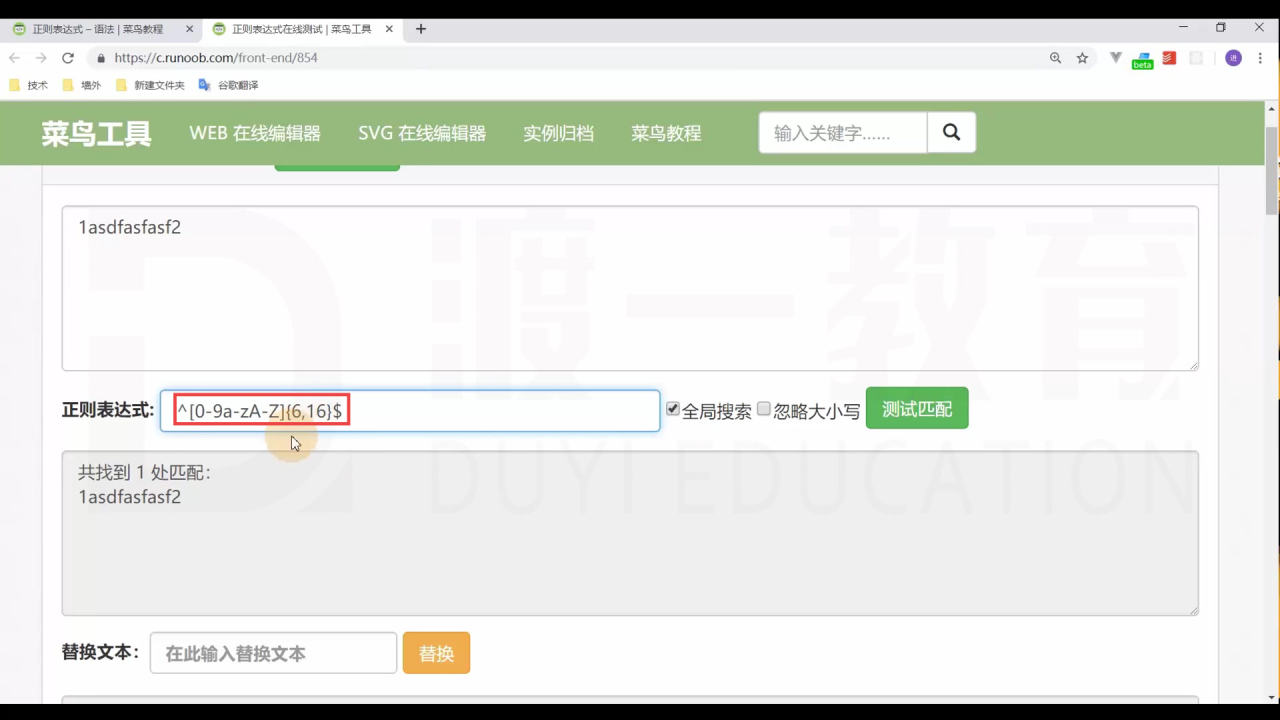 正则表达式 – 语法 | 菜鸟教程
正则表达式在线测试 | 菜鸟工具
https://c.runoob.com/front-end/854
beta
进
技术
墙外
新建文件夹
谷歌翻译
菜鸟工具
WEB 在线编辑器
SVG 在线编辑器
实例归档
菜鸟教程
输入关键字......
1asdfasfasf2
渡一教育
DUYI EDUCATION
正则表达式:
^[0-9a-zA-Z]{6,16}$
全局搜索
忽略大小写
测试匹配
共找到 1 处匹配：
1asdfasfasf2
替换文本：
在此输入替换文本
替换